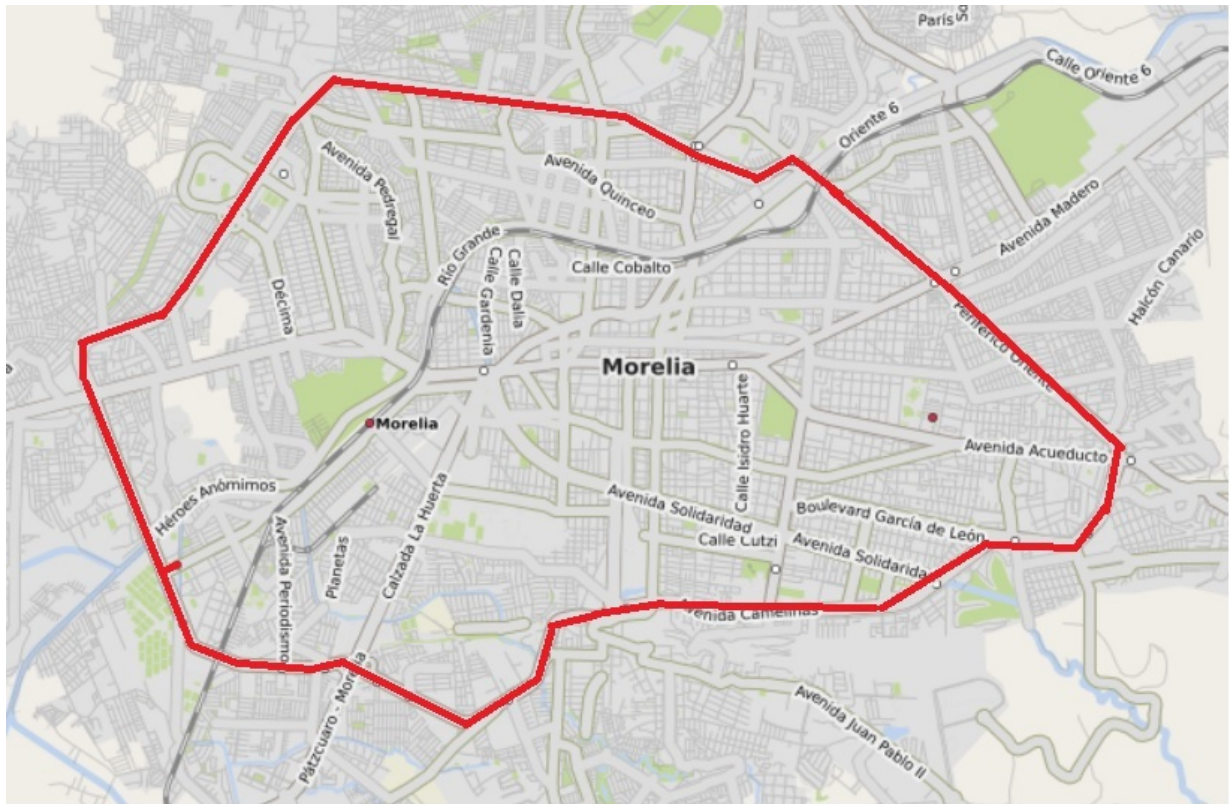 París
Calle Oriente 6
Oriente 6
Avenida Pedregal
Avenida Quinceo
Avenida Madero
Río Grande
Calle Cobalto
Calle Dalia
Calle Gardenia
Décima
Halcón Canario
Periférico Oriente
Morelia
Calle Isidro Huarte
Morelia
Avenida Acueducto
Héroes Anónimos
Calzada La Huerta
Avenida Solidaridad
Boulevard García de León
Calle Cutzi
Avenida Solidarida
Avenida Periodismo
Planetas
Avenida Camelinas
Pátzcuaro - Morelia
Avenida Juan Pablo II